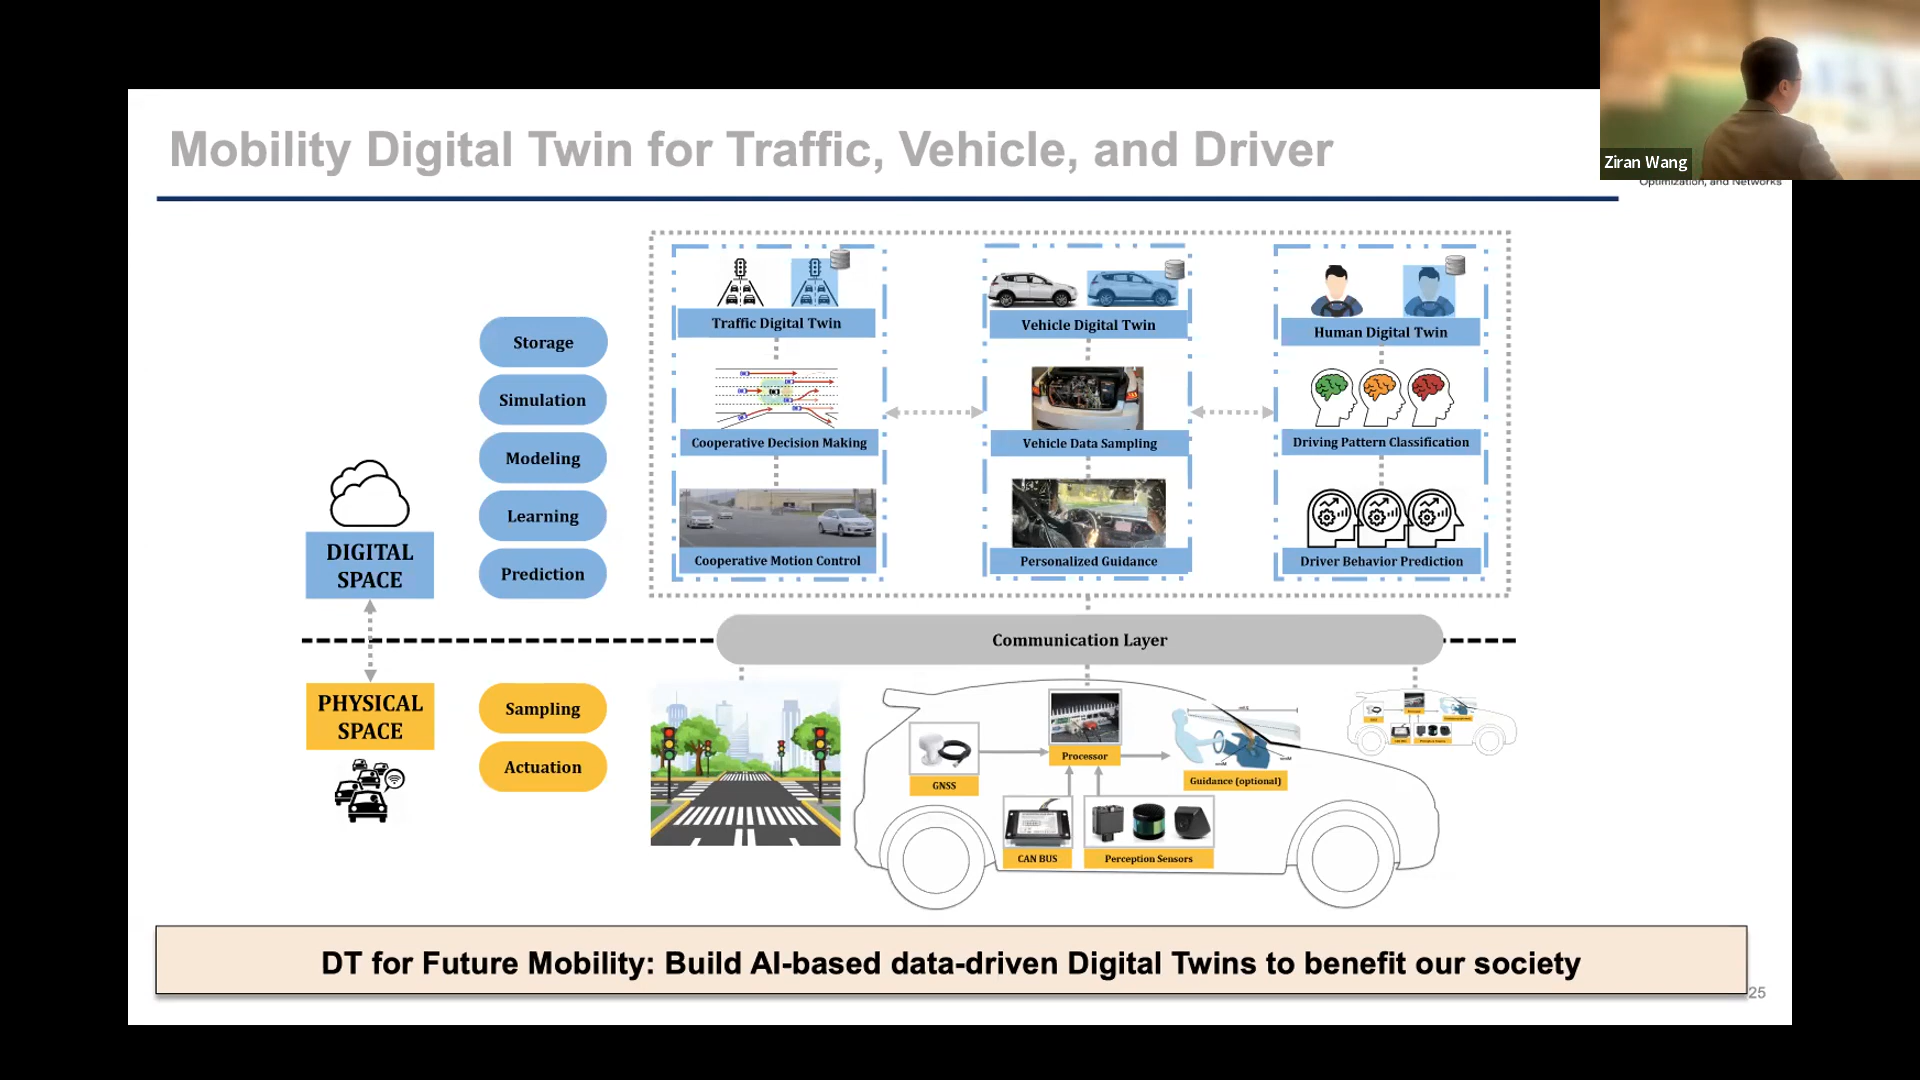 Mobility Digital Twin for Traffic, Vehicle, and Driver
Ziran Wang
Optimization, and Networks
Storage
Simulation
Modeling
Learning
Prediction
DIGITAL
SPACE
Traffic Digital Twin
Cooperative Decision Making
Cooperative Motion Control
Vehicle Digital Twin
Vehicle Data Sampling
Personalized Guidance
Human Digital Twin
Driving Pattern Classification
Driver Behavior Prediction
Communication Layer
PHYSICAL
SPACE
Sampling
Actuation
GNSS
Processor
Guidance (optional)
CAN BUS
Perception Sensors
DT for Future Mobility: Build AI-based data-driven Digital Twins to benefit our society
25